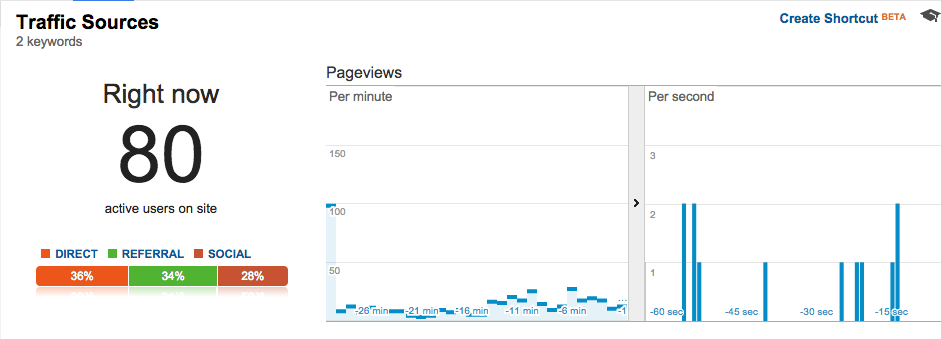 Traffic Sources
2 keywords
Create Shortcut BETA
Right now
80
active users on site
DIRECT REFERRAL SOCIAL
36% 34% 28%
Pageviews
Per minute
150
100
50
-26 min -21 min -16 min -11 min -6 min -1
Per second
3
2
1
-60 sec -45 sec -30 sec -15 sec